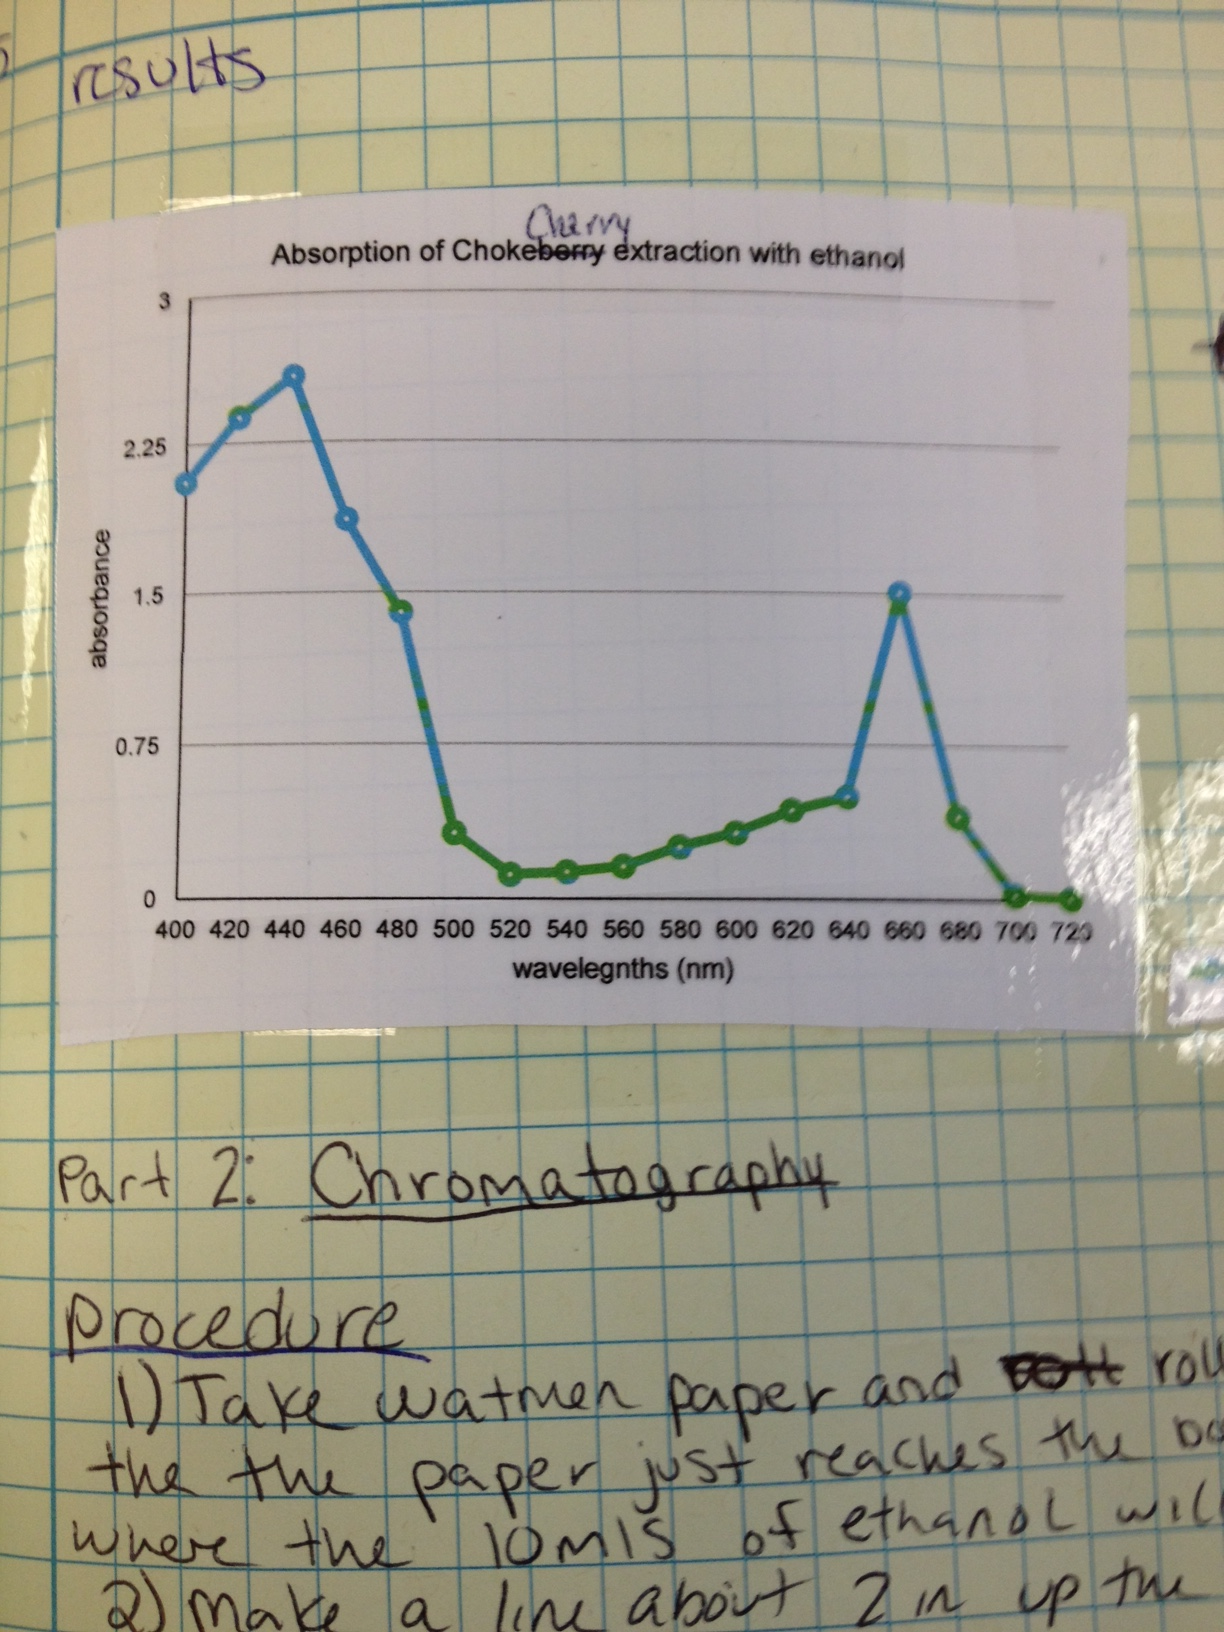 results
Cherry
Absorption of Chokeberry extraction with ethanol
3
2.25
1.5
0.75
0
absorbance
400 420 440 460 480 500 520 540 560 580 600 620 640 660 680 700 720
wavelegnths (nm)
Part 2: Chromatography
procedure
1) Take watmen paper and roll
the the paper just reaches the
where the 10mls of ethanol will
2) Make a line about 2 in up the